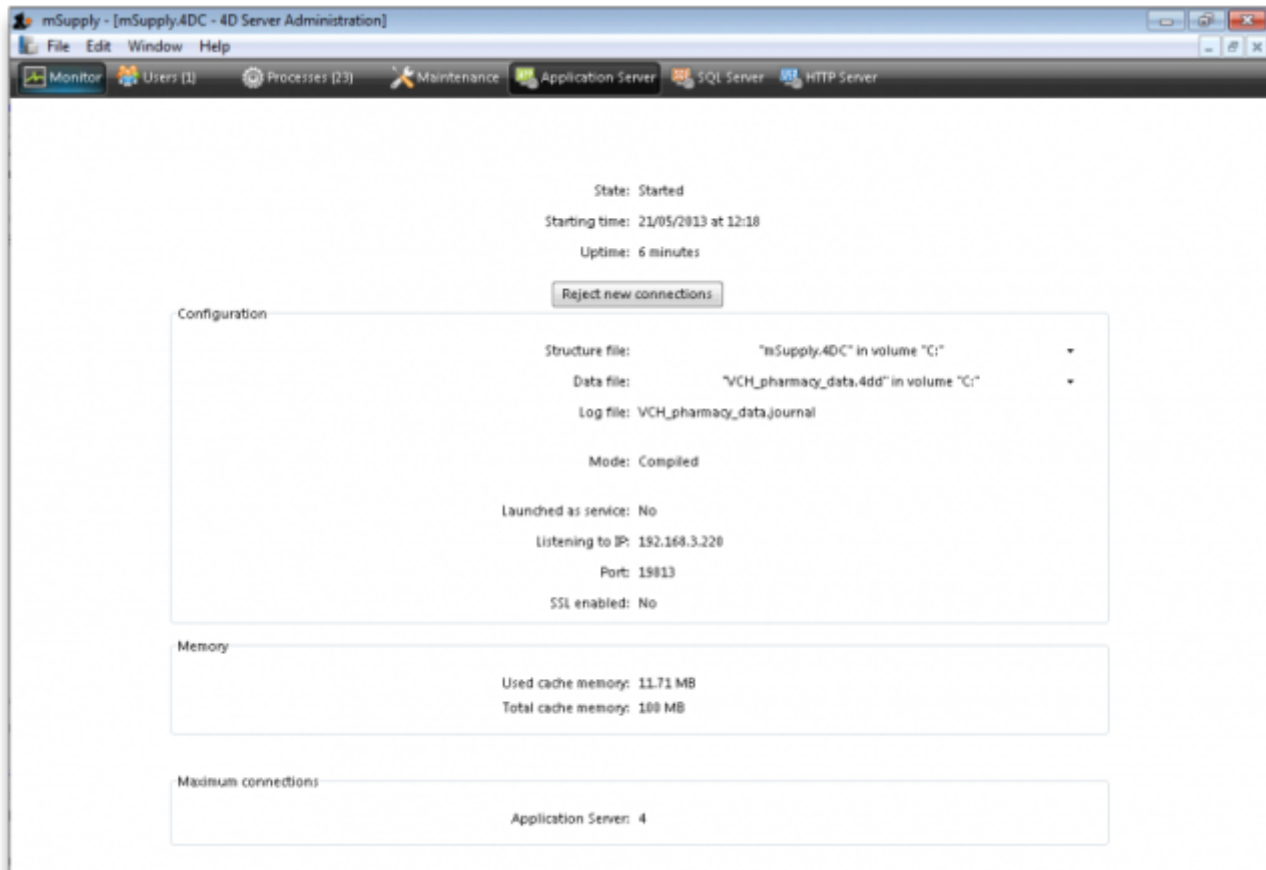 mSupply - [mSupply.4DC - 4D Server Administration]
File Edit Window Help
Monitor Users (1) Processes (23) Maintenance Application Server SQL Server HTTP Server
State: Started
Starting time: 21/05/2013 at 12:18
Uptime: 6 minutes
Reject new connections
Configuration
Structure file: "mSupply.4DC" in volume "C:"
Data file: "VCH_pharmacy_data.4dd" in volume "C:"
Log file: VCH_pharmacy_data.journal
Mode: Compiled
Launched as service: No
Listening to IP: 192.168.3.220
Port: 19813
SSL enabled: No
Memory
Used cache memory: 11.71 MB
Total cache memory: 100 MB
Maximum connections
Application Server: 4